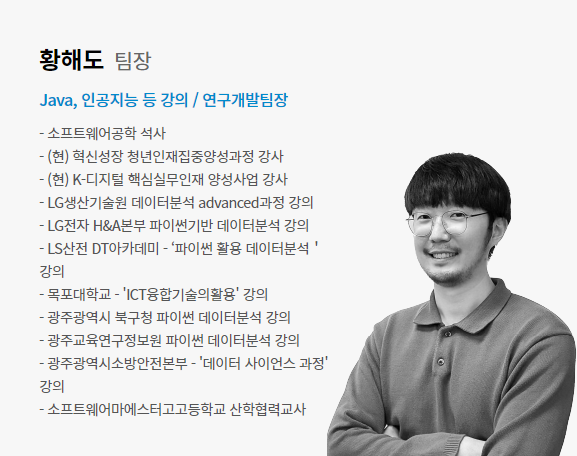 황해도 팀장
Java, 인공지능 등 강의 / 연구개발팀장
- 소프트웨어공학 석사
- (현) 혁신성장 청년인재집중양성과정 강사
- (현) K-디지털 핵심실무인재 양성사업 강사
- LG생산기술원 데이터분석 advanced과정 강의
- LG전자 H&A본부 파이썬기반 데이터분석 강의
- LS산전 DT아카데미 - ‘파이썬 활용 데이터분석 '
강의
- 목포대학교 - 'ICT융합기술의활용' 강의
- 광주광역시 북구청 파이썬 데이터분석 강의
- 광주교육연구정보원 파이썬 데이터분석 강의
- 광주광역시소방안전본부 - '데이터 사이언스 과정'
강의
- 소프트웨어마에스터고고등학교 산학협력교사